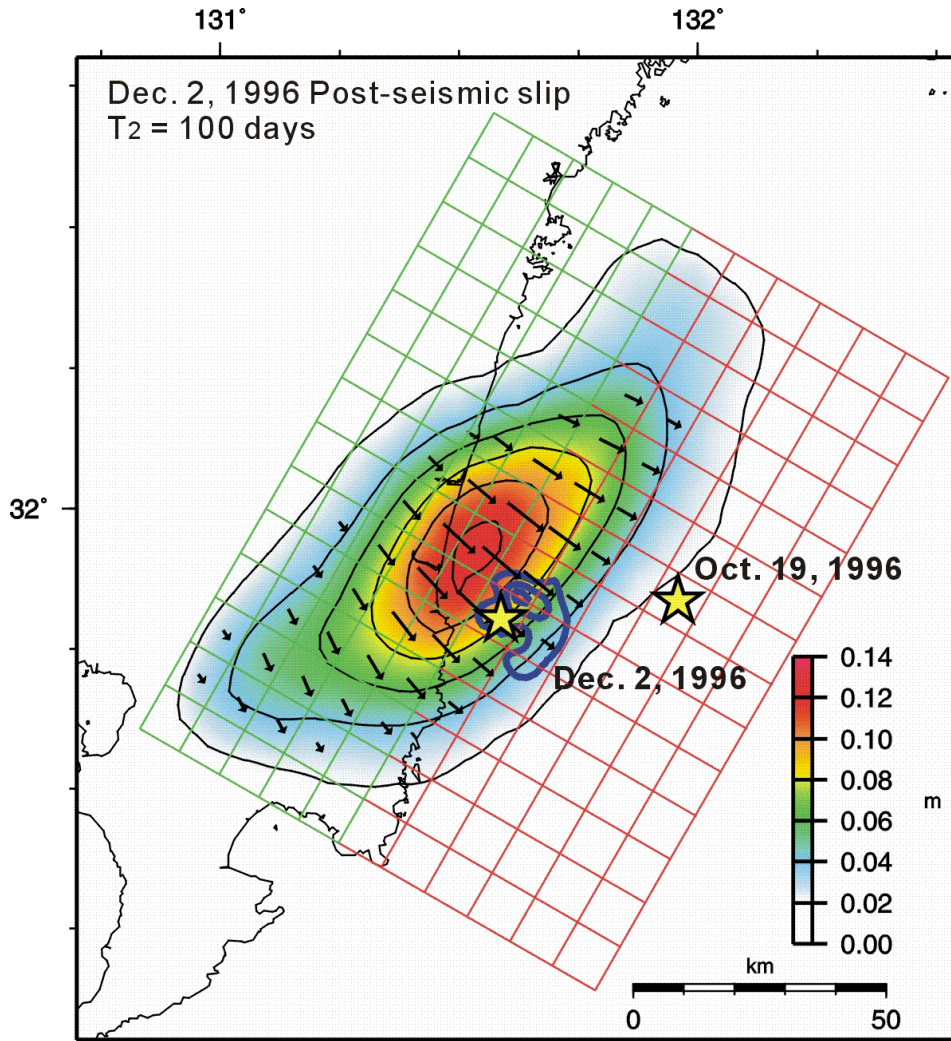 131°
132°
Dec. 2, 1996 Post-seismic slip
T2 = 100 days
32°
Oct. 19, 1996
Dec. 2, 1996
0.14
0.12
0.10
0.08
0.06
0.04
0.02
0.00
m
km
0
50